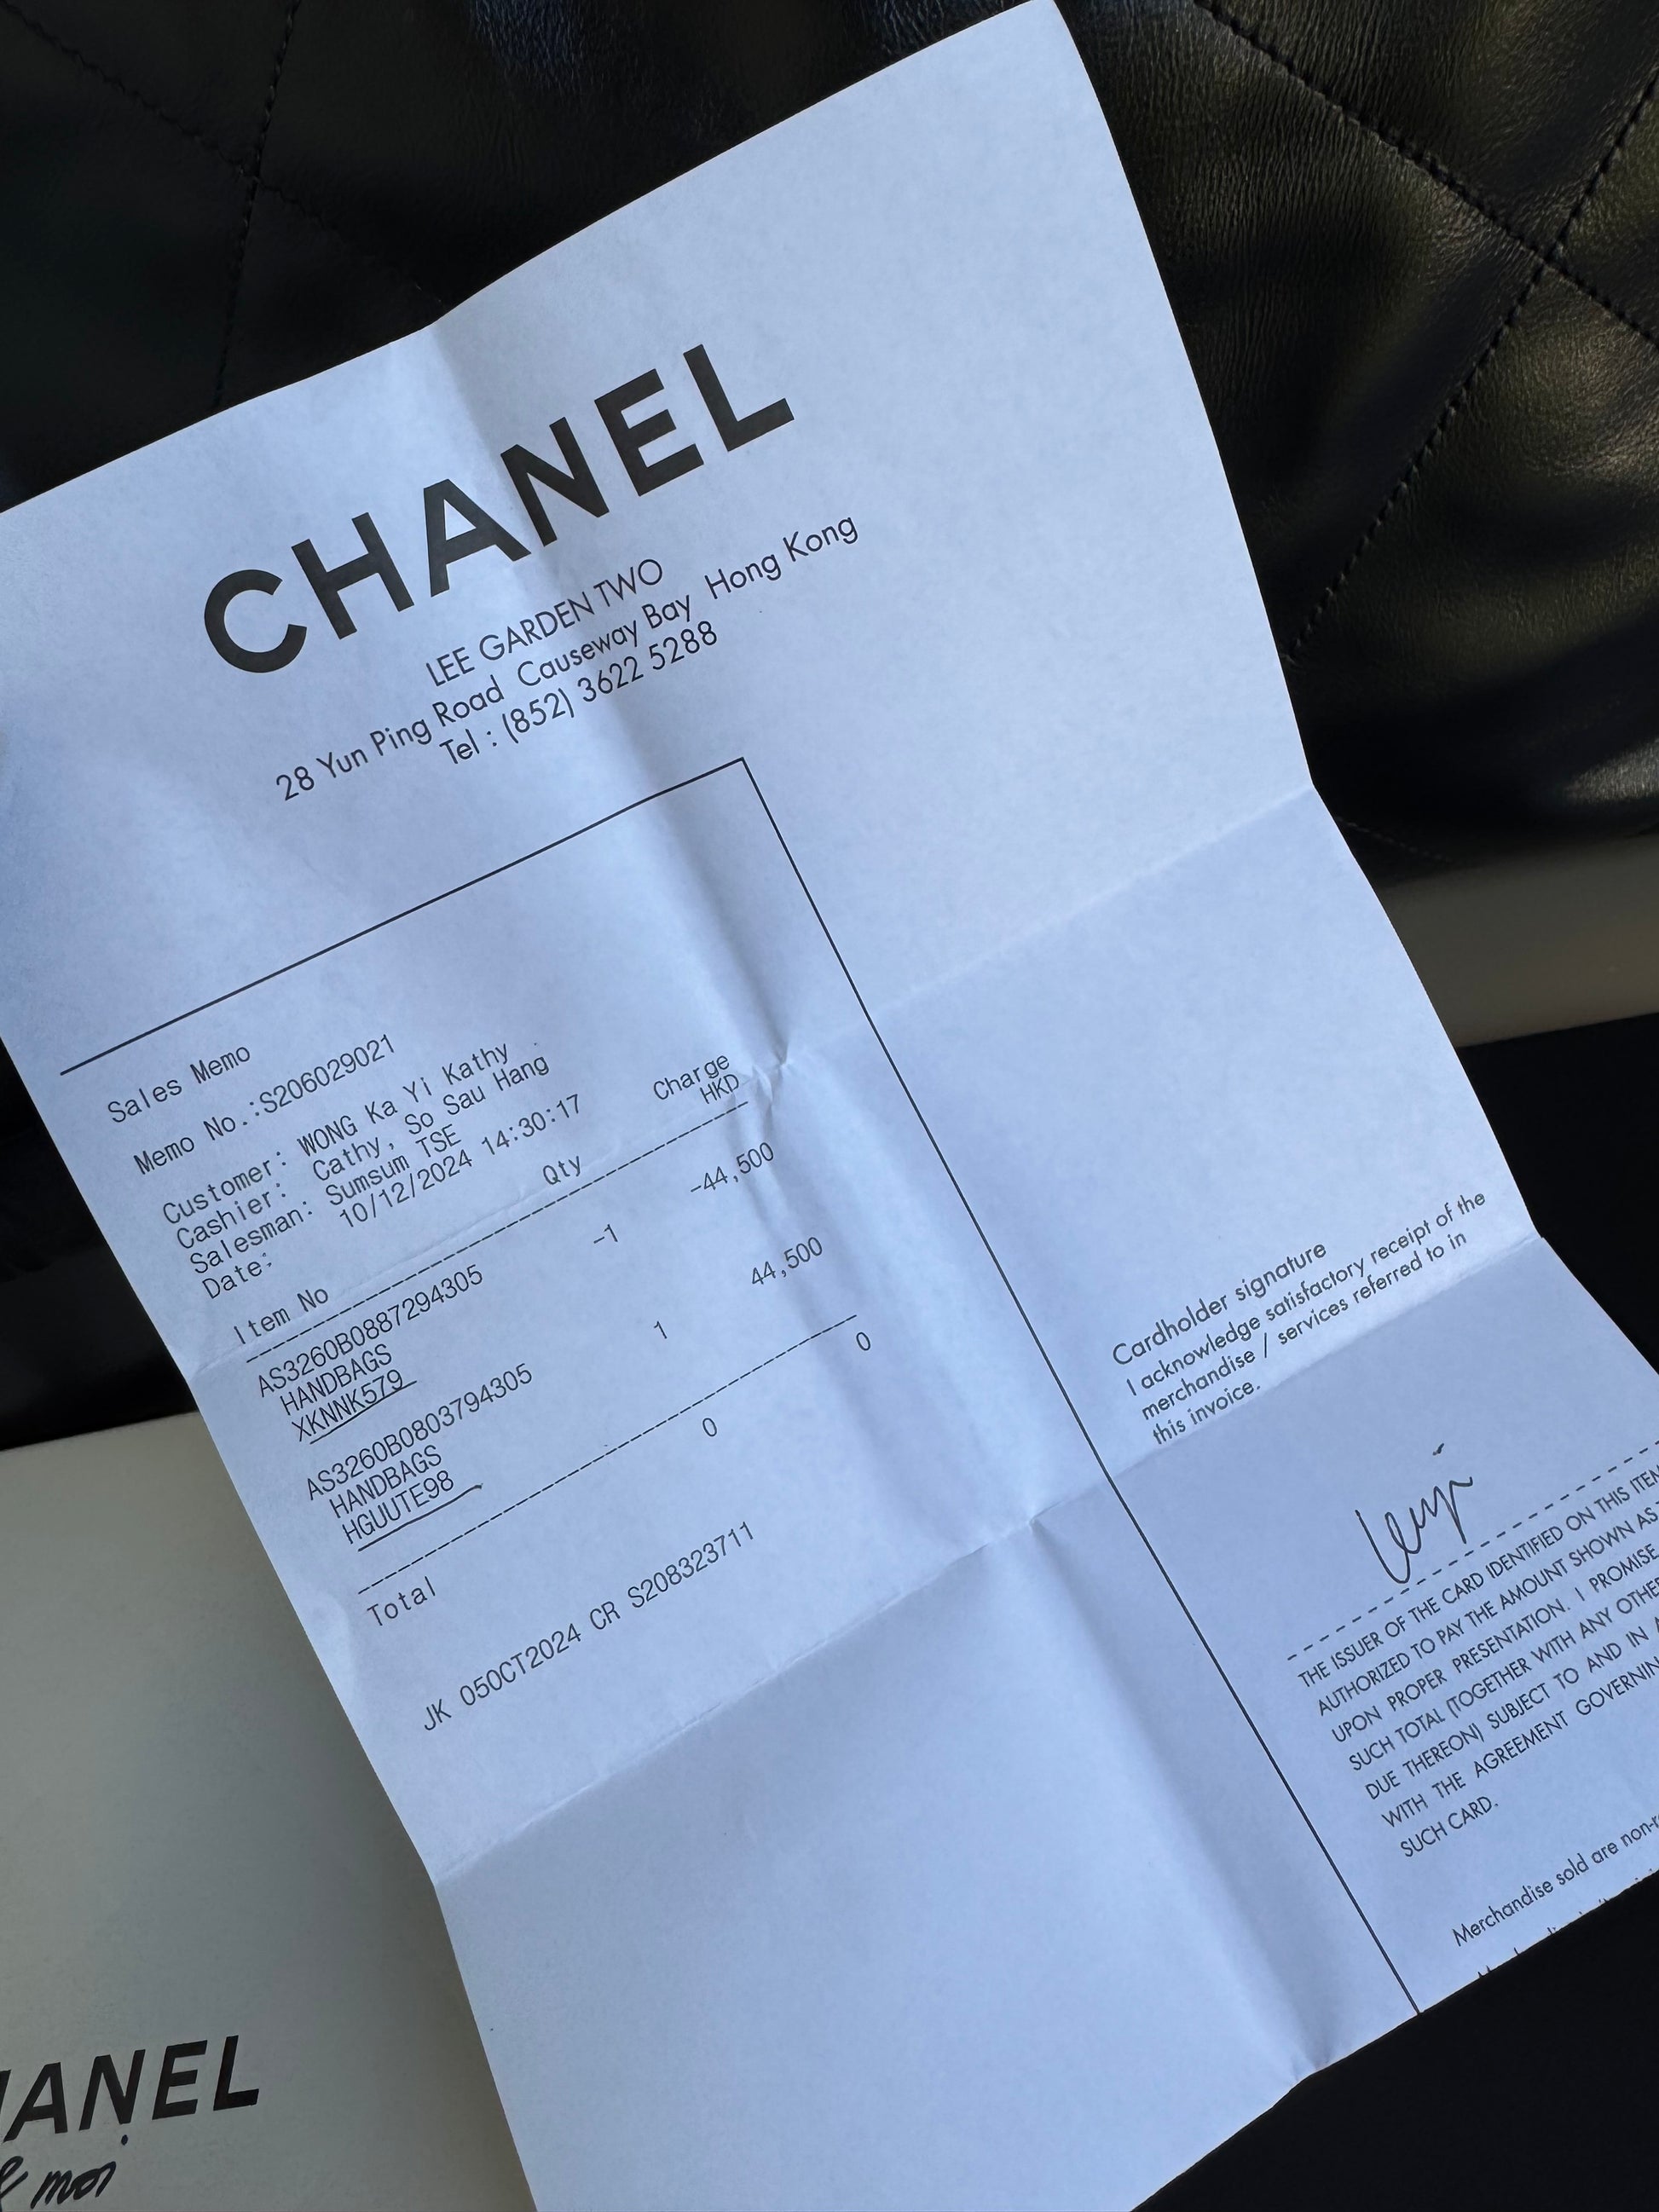 CHANEL
LEE GARDEN TWO
28 Yun Ping Road Causeway Bay Hong Kong
Tel : (852) 3622 5288
Sales Memo
Memo No.:S206029021
Customer: WONG Ka Yi Kathy
Cashier: Cathy, So Sau Hang
Salesman: Sumsum TSE
Date: 10/12/2024 14:30:17
Item No Qty Charge
HKD
AS3260B0887294305 -1 -44,500
HANDBAGS
XKNNK579
AS3260B0803794305 1 44,500
HANDBAGS
HGUUTE98
Total 0 0
JK 05OCT2024 CR S208323711
Cardholder signature
I acknowledge satisfactory receipt of the
merchandise / services referred to in
this invoice.
THE ISSUER OF THE CARD IDENTIFIED ON THIS ITEM
AUTHORIZED TO PAY THE AMOUNT SHOWN AS
UPON PROPER PRESENTATION. I PROMISE
SUCH TOTAL (TOGETHER WITH ANY OTHER
DUE THEREON) SUBJECT TO AND IN
WITH THE AGREEMENT GOVERNIN
SUCH CARD.
Merchandise sold are non-r
HANEL
& moi